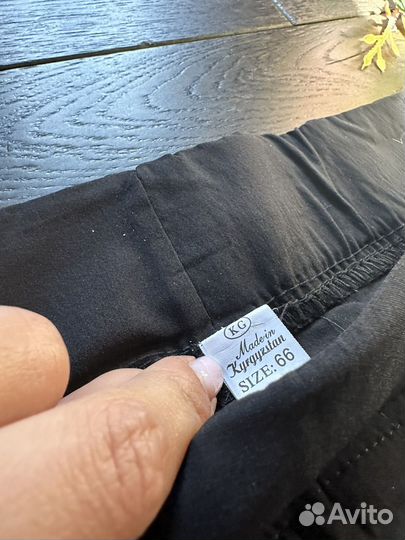 KG
Made in
Kyrgyzstan
SIZE: 66
Avito